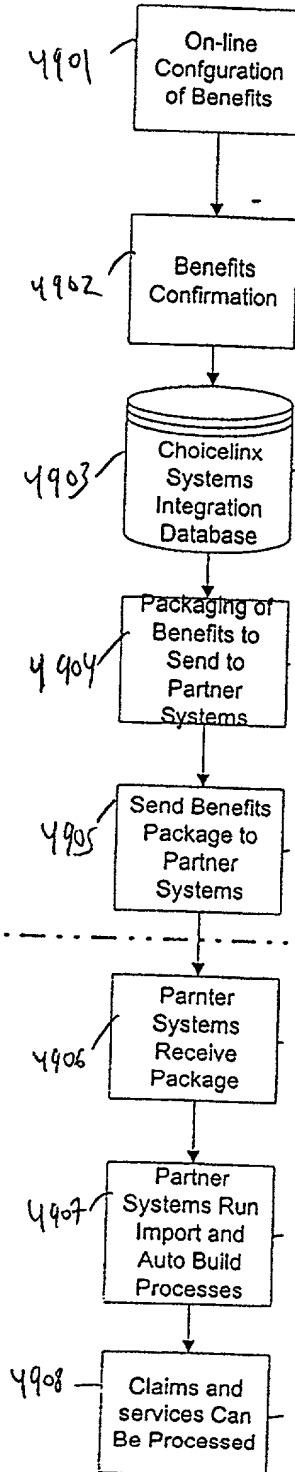 4901
On-line
Confguration
of Benefits
4902
Benefits
Confirmation
4903
Choicelinx
Systems
Integration
Database
4904
Packaging of
Benefits to
Send to
Partner
Systems
4905
Send Benefits
Package to
Partner
Systems
4906
Parnter
Systems
Receive
Package
4907
Partner
Systems Run
Import and
Auto Build
Processes
4908
Claims and
services Can
Be Processed